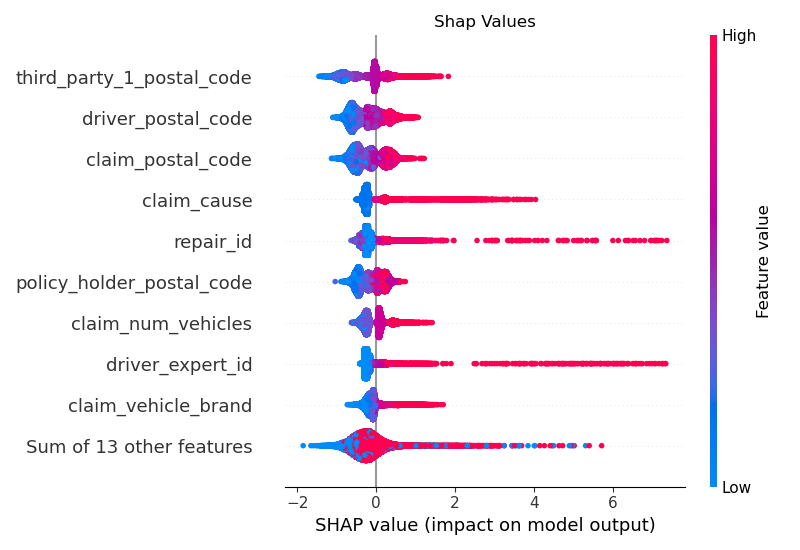 Shap Values
High
third_party_1_postal_code
driver_postal_code
claim_postal_code
claim_cause
repair_id
policy_holder_postal_code
claim_num_vehicles
driver_expert_id
claim_vehicle_brand
Sum of 13 other features
Feature value
Low
−2 0 2 4 6
SHAP value (impact on model output)